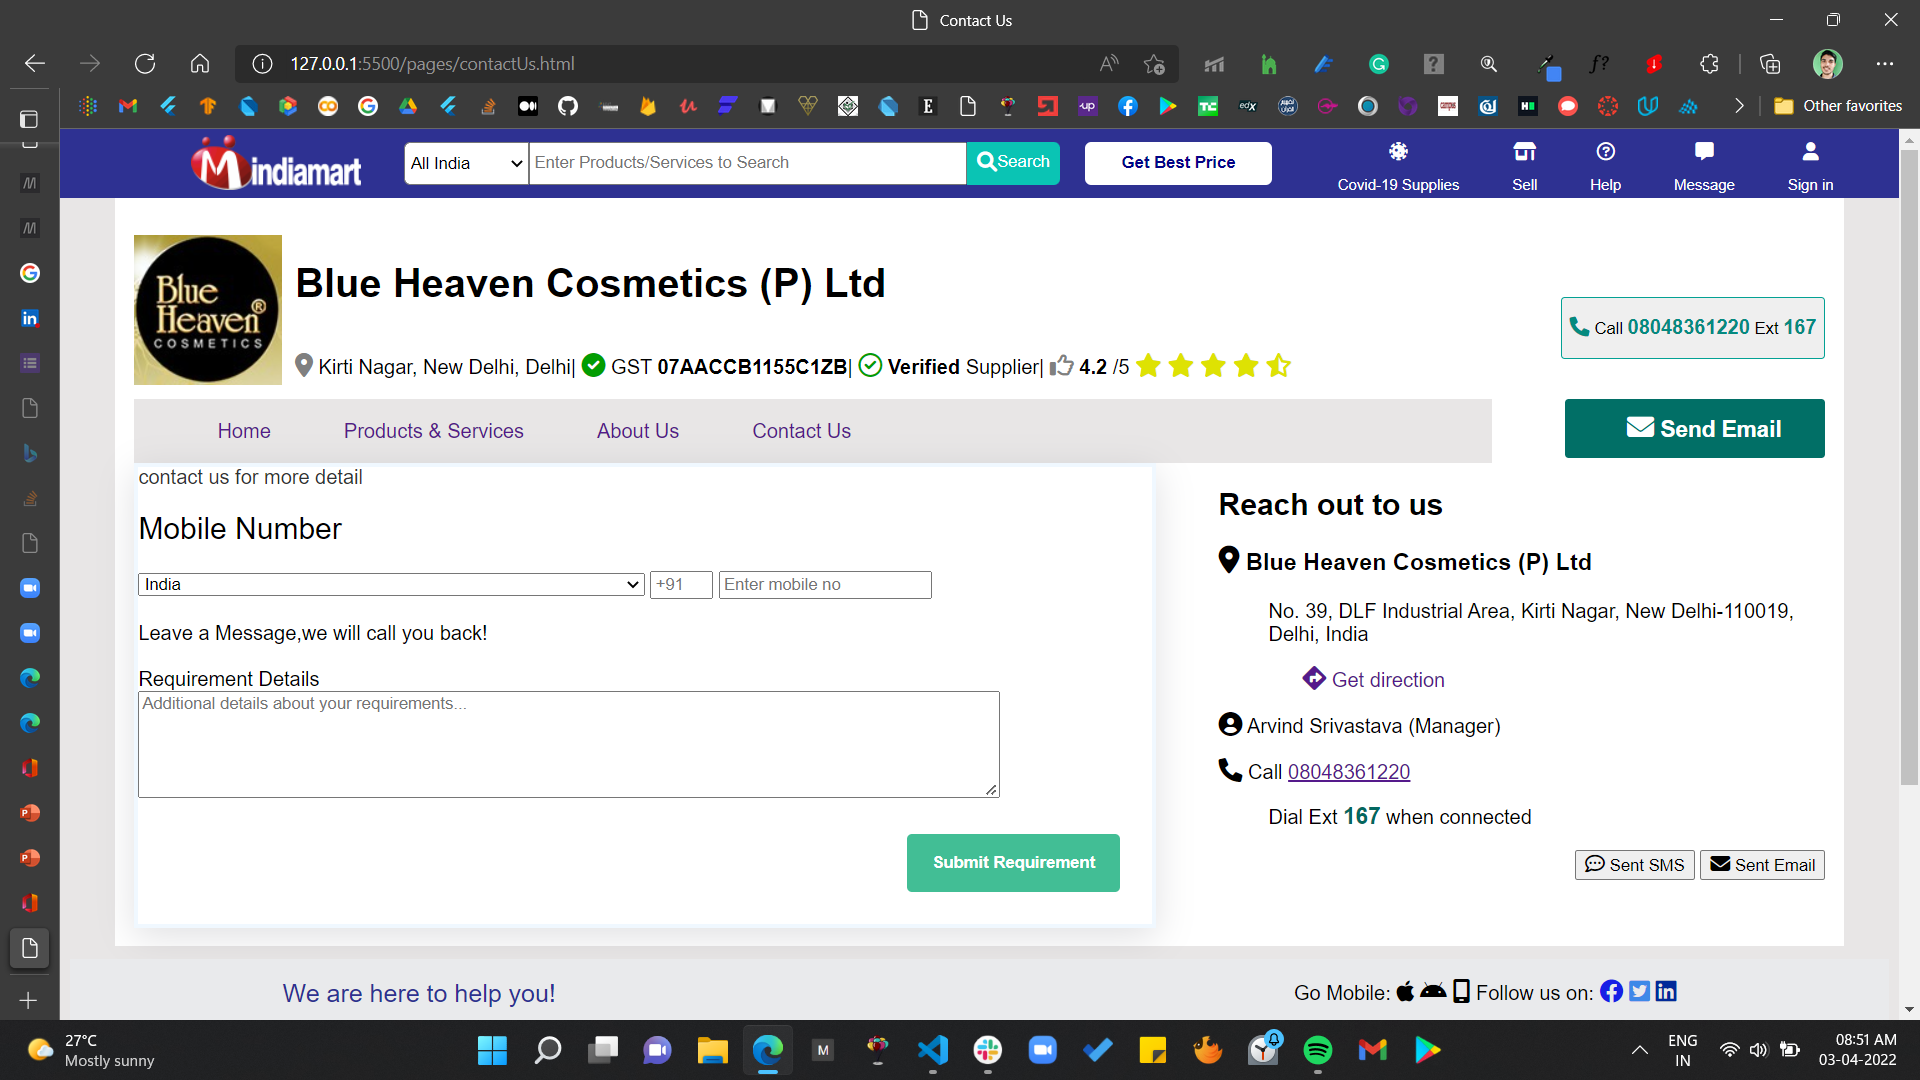 Contact Us
127.0.0.1:5500/pages/contactUs.html
Other favorites
indiamart
All India
Enter Products/Services to Search
Search
Get Best Price
Covid-19 Supplies
Sell
Help
Message
Sign in
Blue Heaven® COSMETICS
Blue Heaven Cosmetics (P) Ltd
Kirti Nagar, New Delhi, Delhi| GST 07AACCB1155C1ZB| Verified Supplier| 4.2 /5
Call 08048361220 Ext 167
Home
Products & Services
About Us
Contact Us
Send Email
contact us for more detail
Mobile Number
India
+91
Enter mobile no
Leave a Message,we will call you back!
Requirement Details
Additional details about your requirements...
Submit Requirement
Reach out to us
Blue Heaven Cosmetics (P) Ltd
No. 39, DLF Industrial Area, Kirti Nagar, New Delhi-110019,
Delhi, India
Get direction
Arvind Srivastava (Manager)
Call 08048361220
Dial Ext 167 when connected
Sent SMS
Sent Email
We are here to help you!
Go Mobile:
Follow us on:
27°C
Mostly sunny
ENG
IN
08:51 AM
03-04-2022